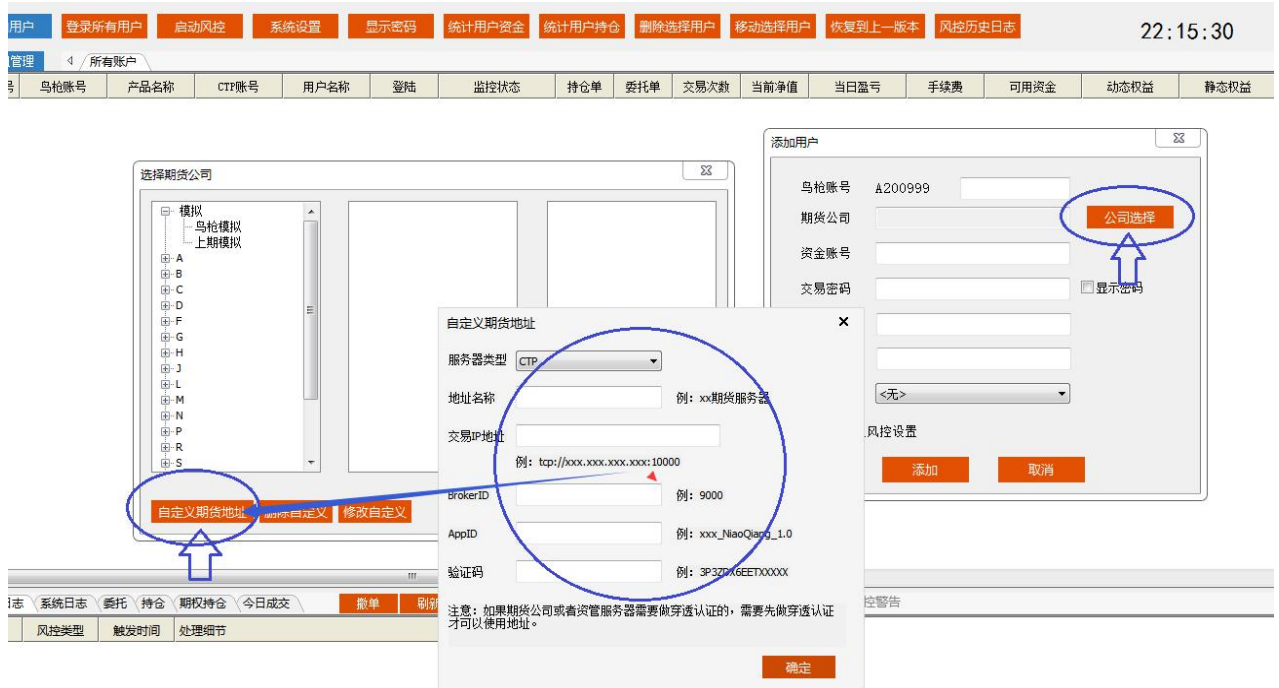 用户 登录所有用户 启动风控 系统设置 显示密码 统计用户资金 统计用户持仓 删除选择用户 移动选择用户 恢复到上一版本 风控历史日志 22:15:30
管理 所有账户
号 鸟枪账号 产品名称 CTP账号 用户名称 登陆 监控状态 持仓单 委托单 交易次数 当前净值 当日盈亏 手续费 可用资金 动态权益 静态权益
添加用户
鸟枪账号 A200999
期货公司 公司选择
资金账号
交易密码 显示密码
<无>
风控设置
添加 取消
选择期货公司
模拟
鸟枪模拟
上期模拟
A
B
C
D
F
G
H
J
L
M
N
P
R
S
自定义期货地址 删除自定义 修改自定义
自定义期货地址
服务器类型 CTP
地址名称 例: xx期货服务器
交易IP地址
例: tcp://xxx.xxx.xxx.xxx:10000
BrokerID 例: 9000
AppID 例: xxx_NiaoQiang_1.0
验证码 例: 3P3ZRX6EETXXXXX
注意: 如果期货公司或者资管服务器需要做穿透认证的, 需要先做穿透认证
才可以使用地址。
确定
日志 系统日志 委托 持仓 期权持仓 今日成交 撤单 刷新 控警告
风控类型 触发时间 处理细节